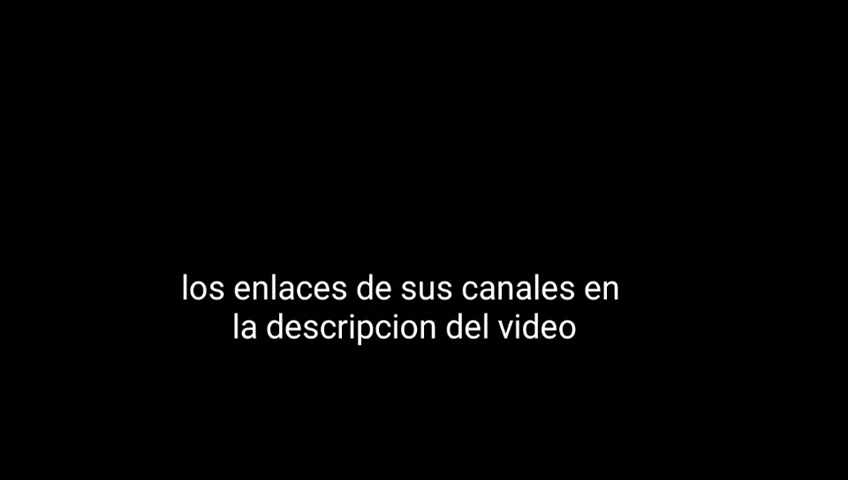 los enlaces de sus canales en
la descripcion del video